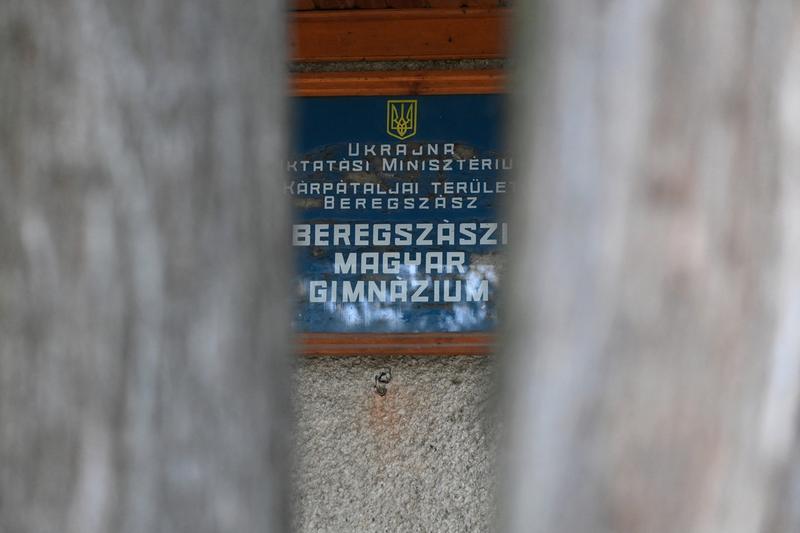 UKRAJNA
KTATÁSI MINISZTÉRIU
KÁRPÁTALJAI TERÜLET
BEREGSZÁSZ
BEREGSZÁSZI
MAGYAR
GIMNÁZIUM